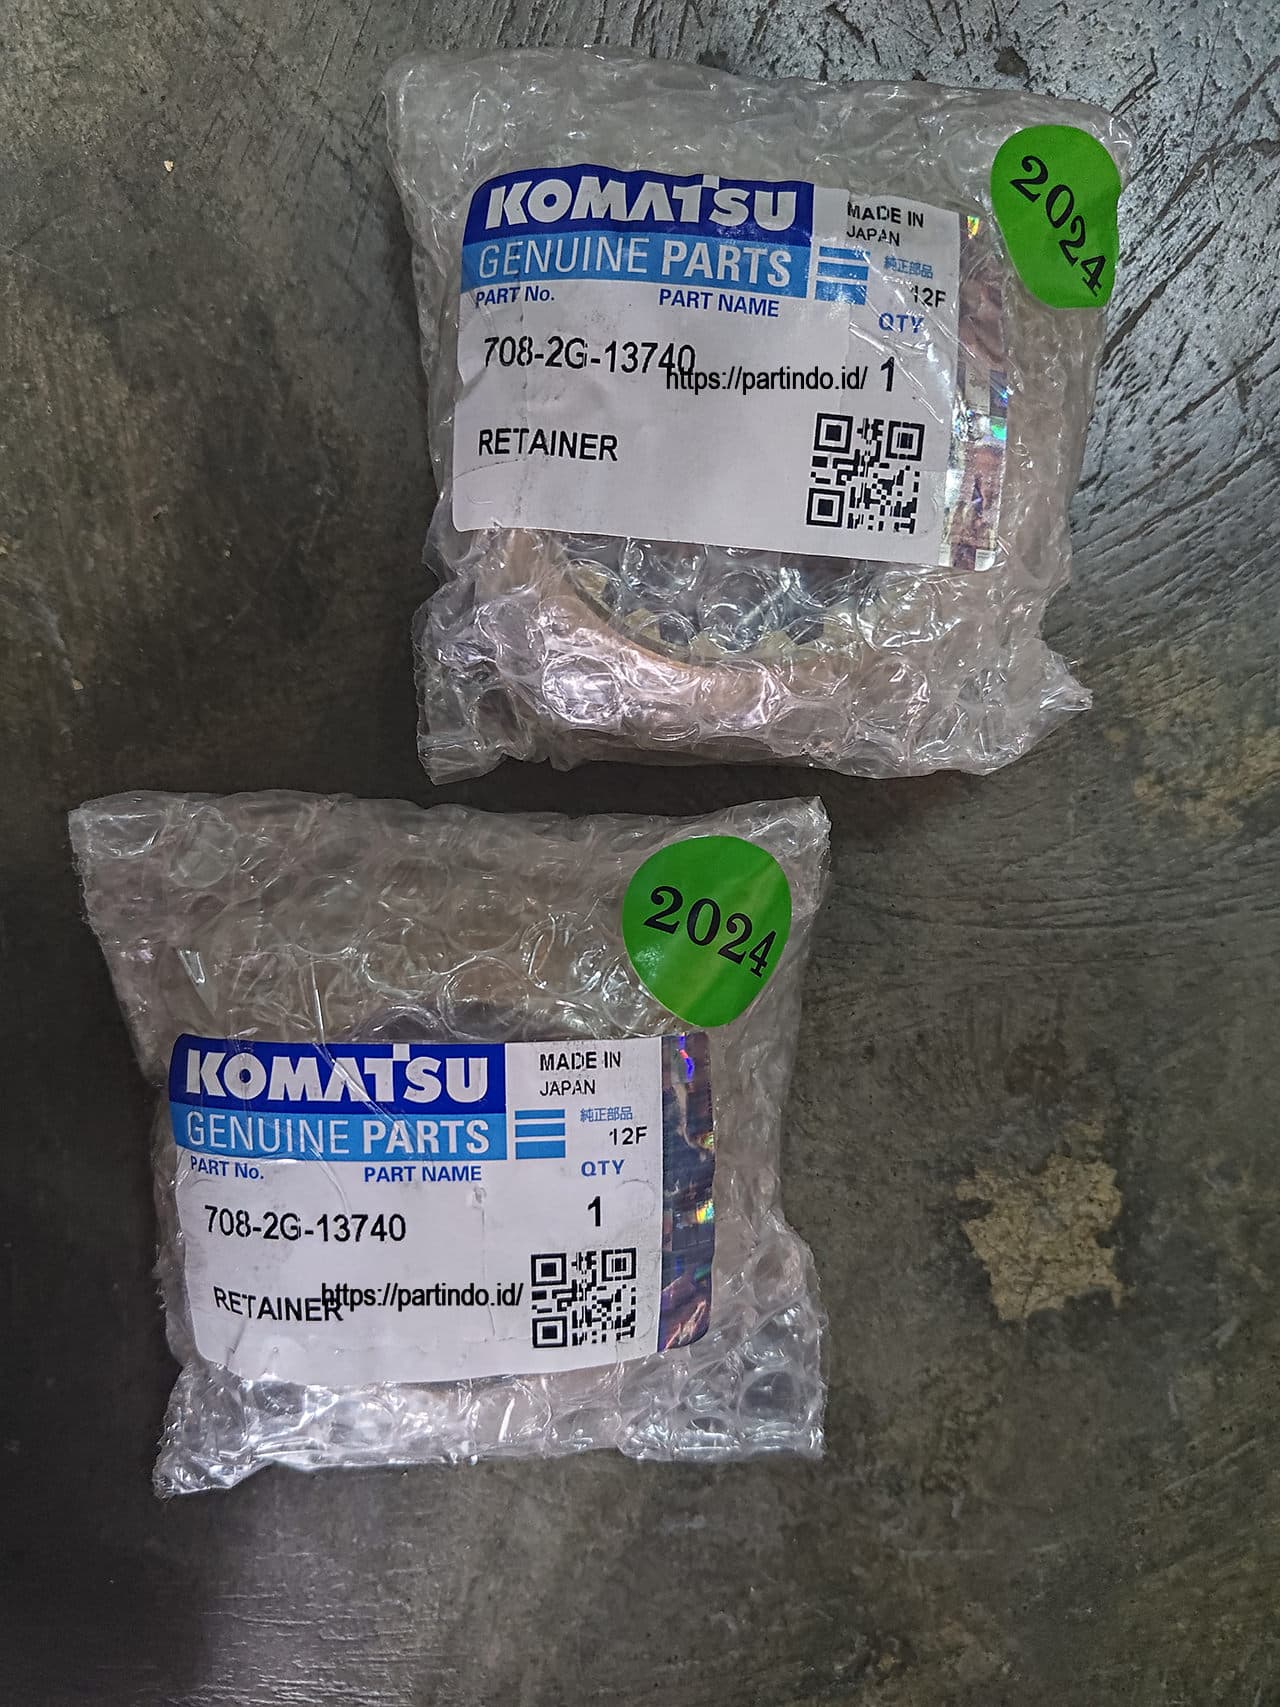 2024
KOMATSU
MADE IN
JAPAN
GENUINE PARTS
純正部品
PART No.
PART NAME
12F
QTY
708-2G-13740
https://partindo.id/
1
RETAINER
2024
KOMATSU
MADE IN
JAPAN
GENUINE PARTS
純正部品
12F
PART No.
PART NAME
QTY
708-2G-13740
1
RETAINER
https://partindo.id/